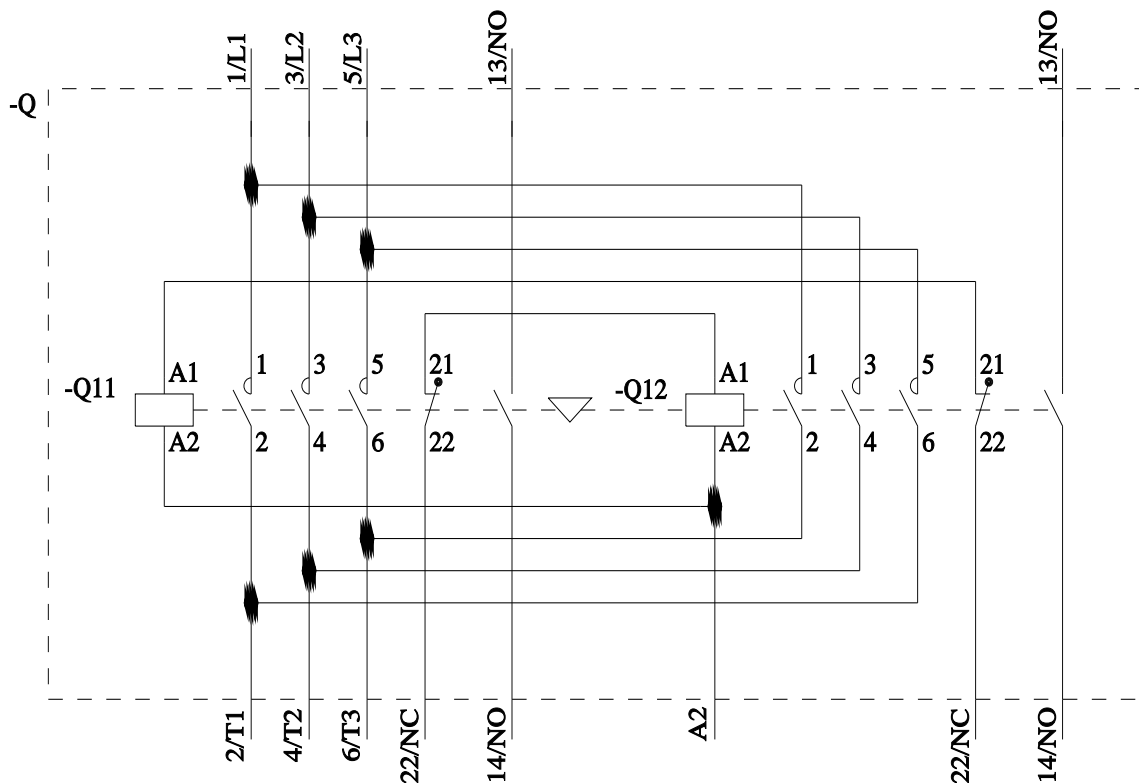 1/L1 3/L2 5/L3 13/NO 13/NO
-Q
1 3 5 21 1 3 5 21
-Q11 A1 -Q12 A1
A2 2 4 6 22 A2 2 4 6 22
2/T1 4/T2 6/T3 22/NC 14/NO A2 22/NC 14/NO